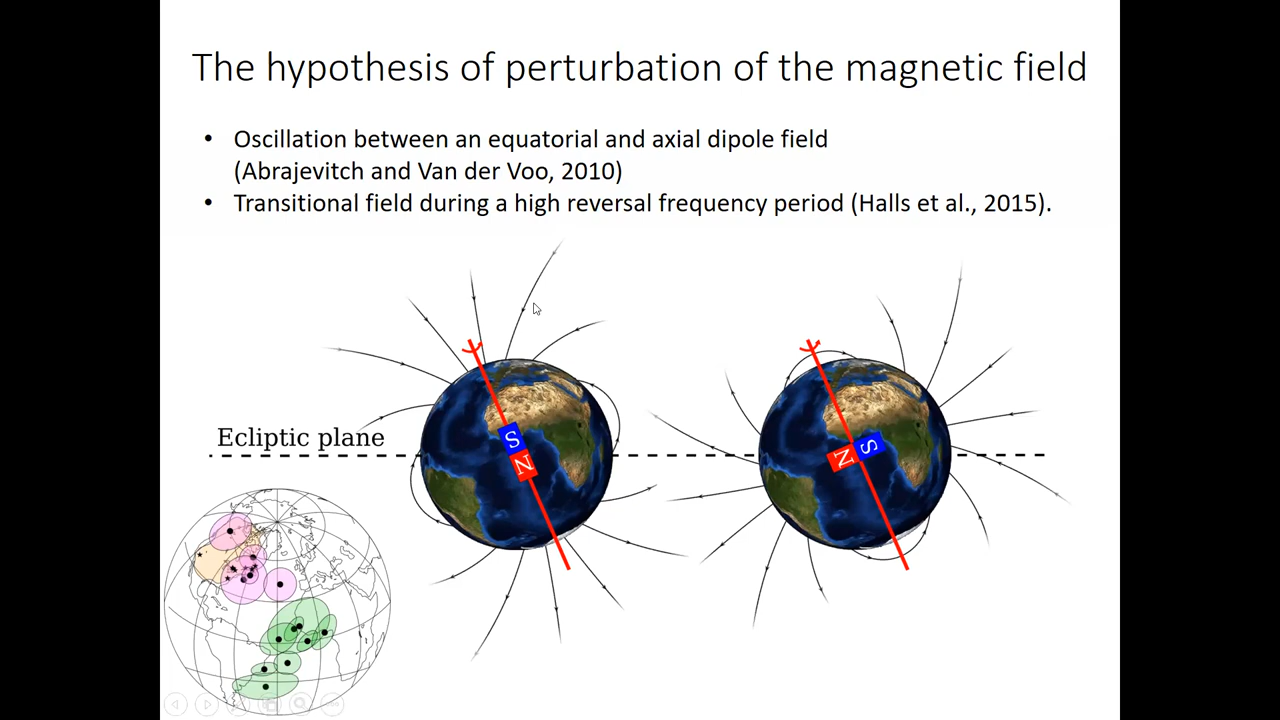 The hypothesis of perturbation of the magnetic field
• Oscillation between an equatorial and axial dipole field
(Abrajevitch and Van der Voo, 2010)
• Transitional field during a high reversal frequency period (Halls et al., 2015).
Ecliptic plane
S
N
N
S